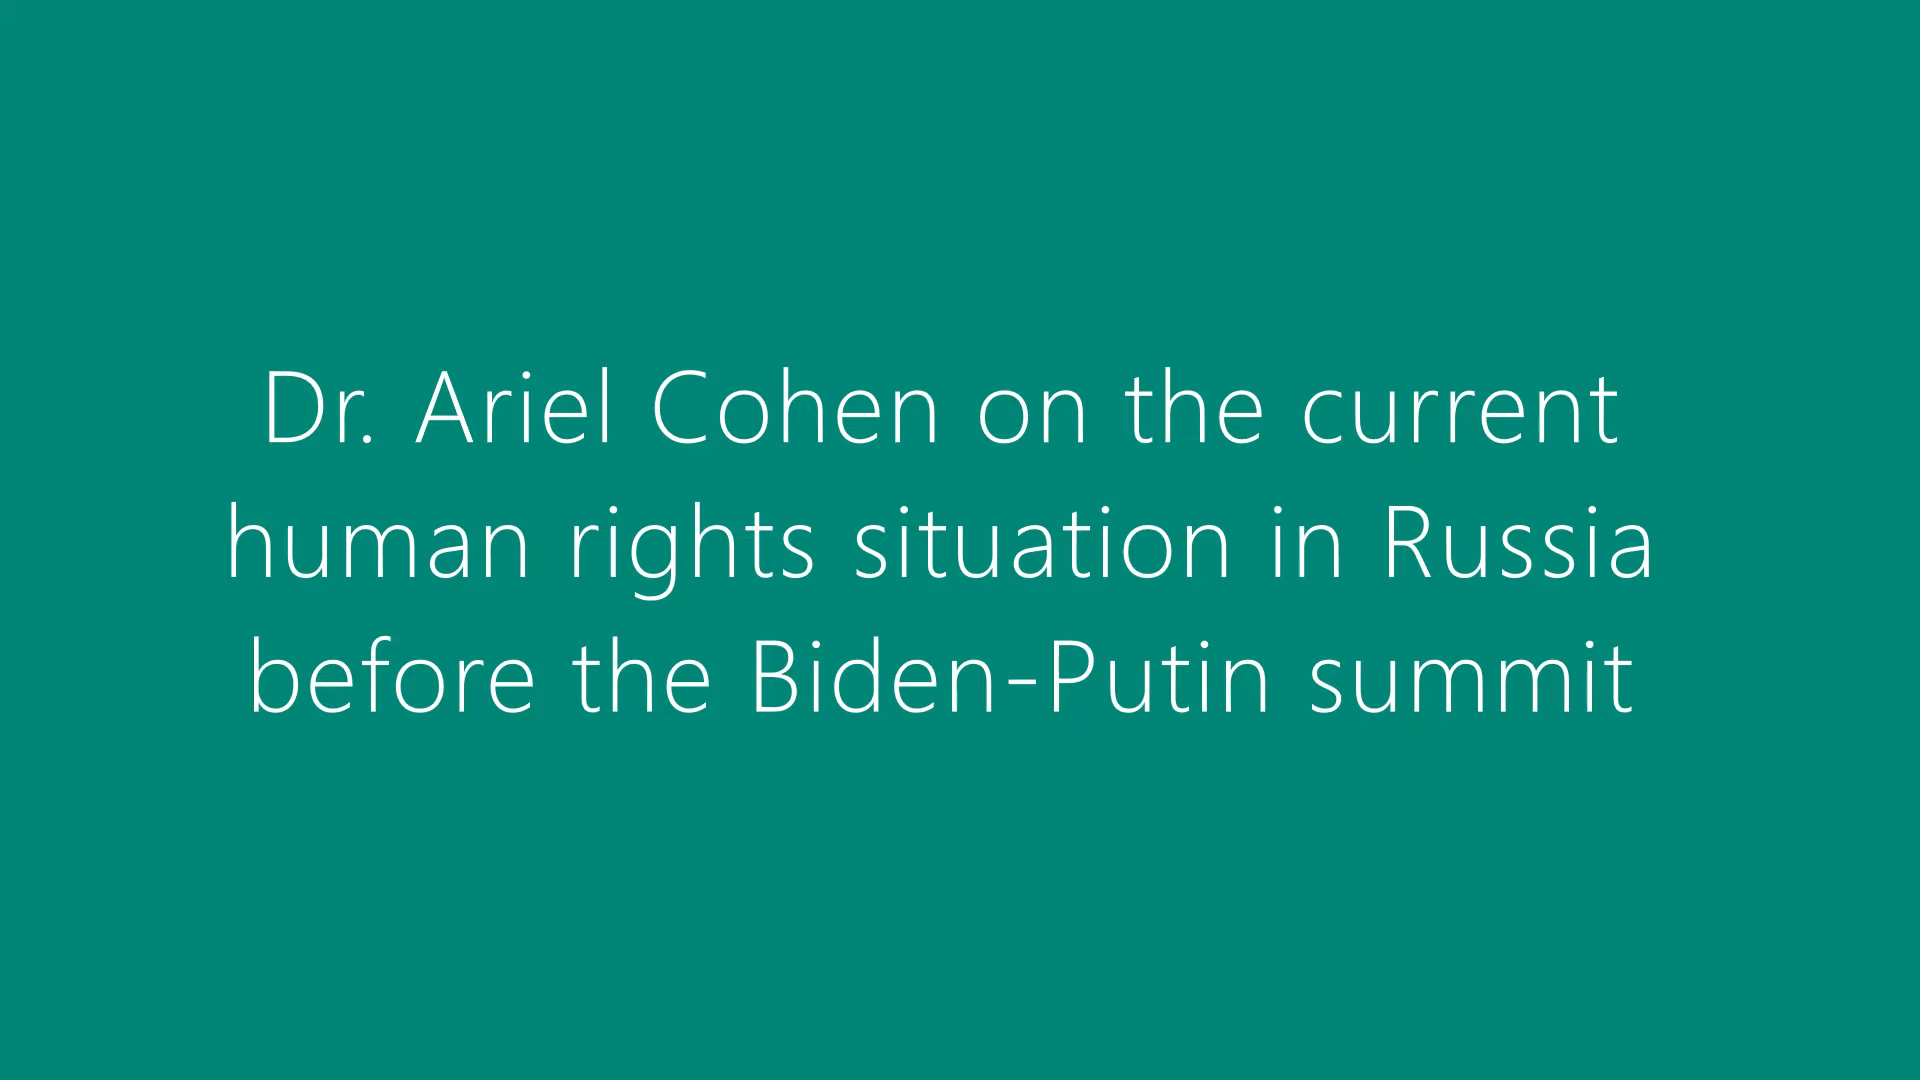 Dr. Ariel Cohen on the current
human rights situation in Russia
before the Biden-Putin summit